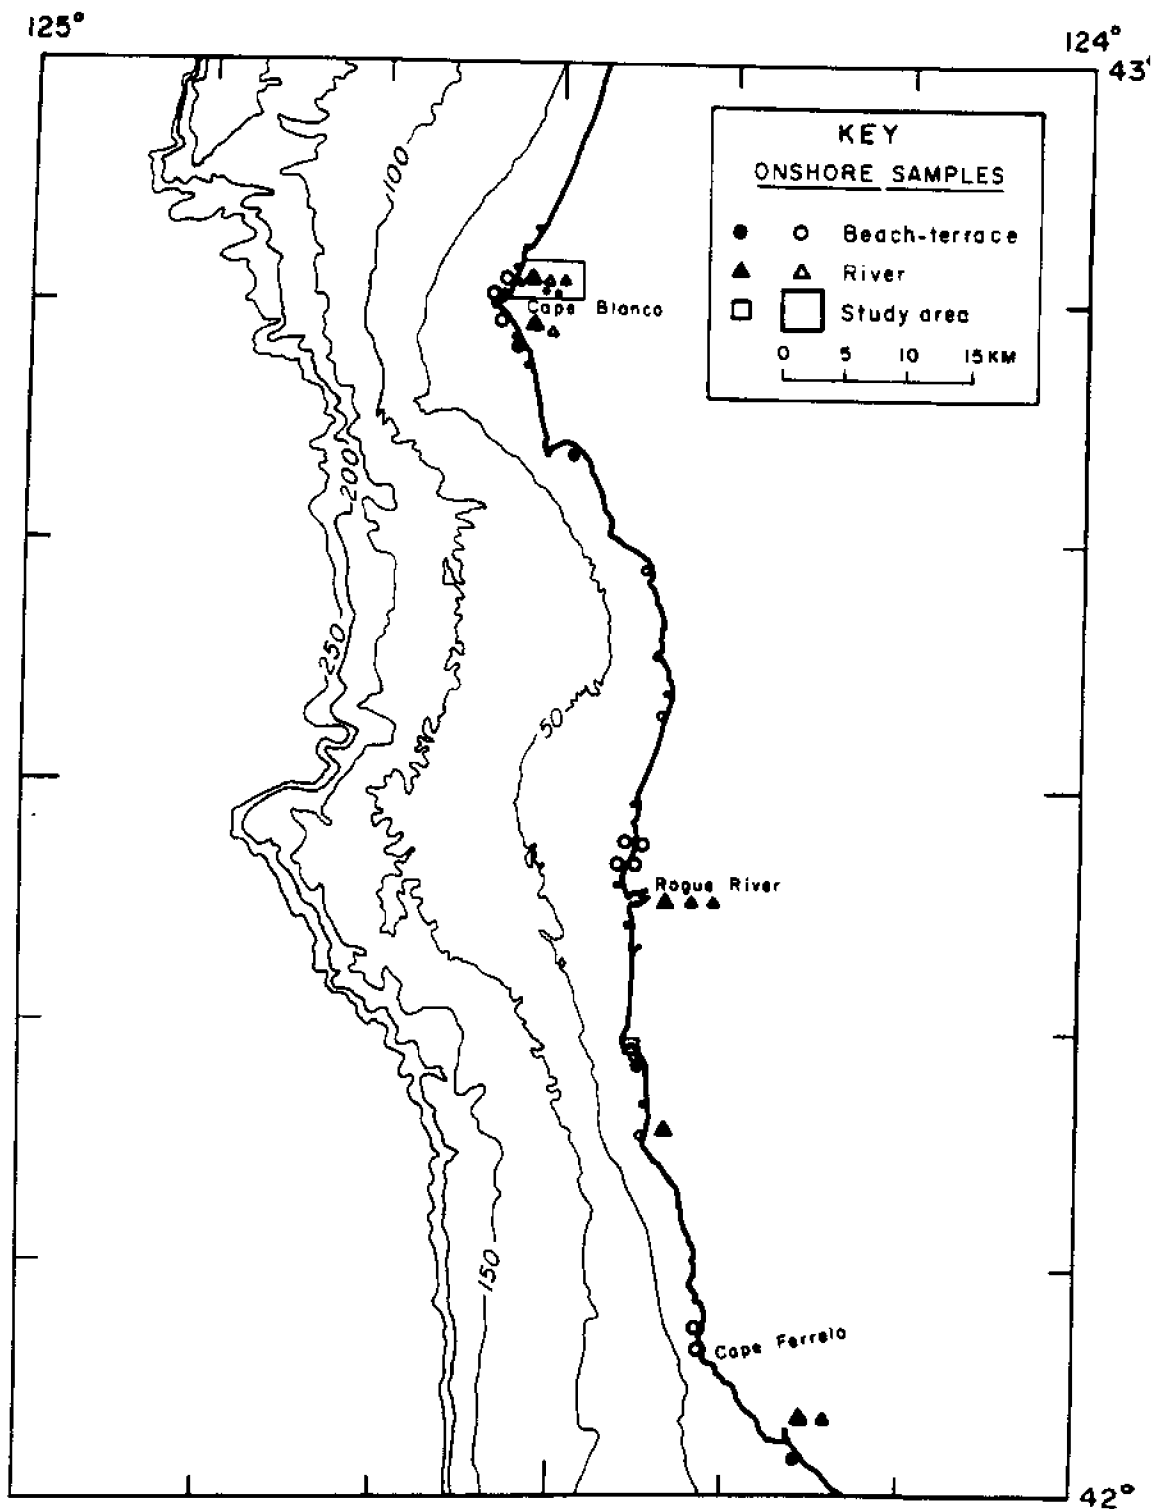 125°
124°
43°
KEY
ONSHORE SAMPLES
Beach-terrace
River
Study area
0 5 10 15 KM
100
Cape Blanco
200
250
50
Rogue River
150
Cape Ferrelo
42°